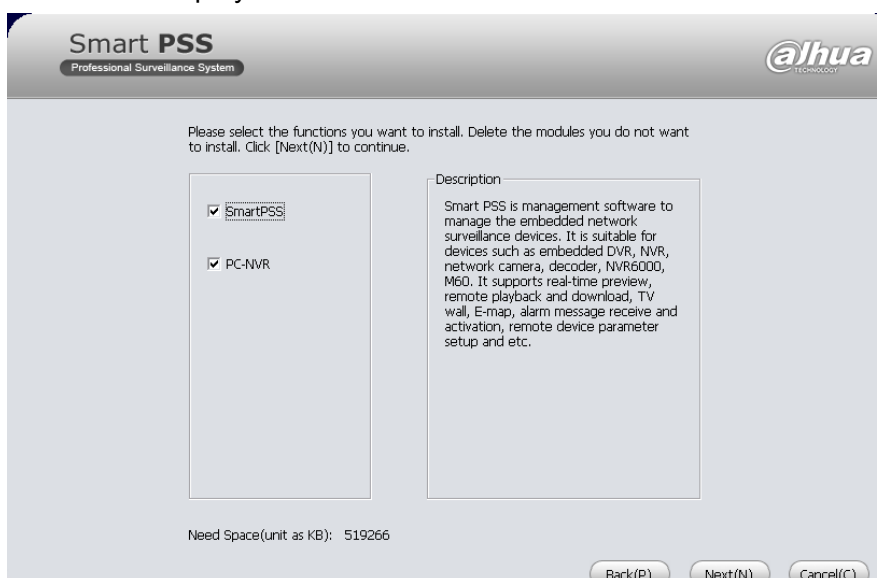 Smart PSS
Professional Surveillance System
alhua
TECHNOLOGY
Please select the functions you want to install. Delete the modules you do not want
to install. Click [Next(N)] to continue.
SmartPSS
PC-NVR
Description
Smart PSS is management software to
manage the embedded network
surveillance devices. It is suitable for
devices such as embedded DVR, NVR,
network camera, decoder, NVR6000,
M60. It supports real-time preview,
remote playback and download, TV
wall, E-map, alarm message receive and
activation, remote device parameter
setup and etc.
Need Space(unit as KB): 519266
Back(P)
Next(N)
Cancel(C)